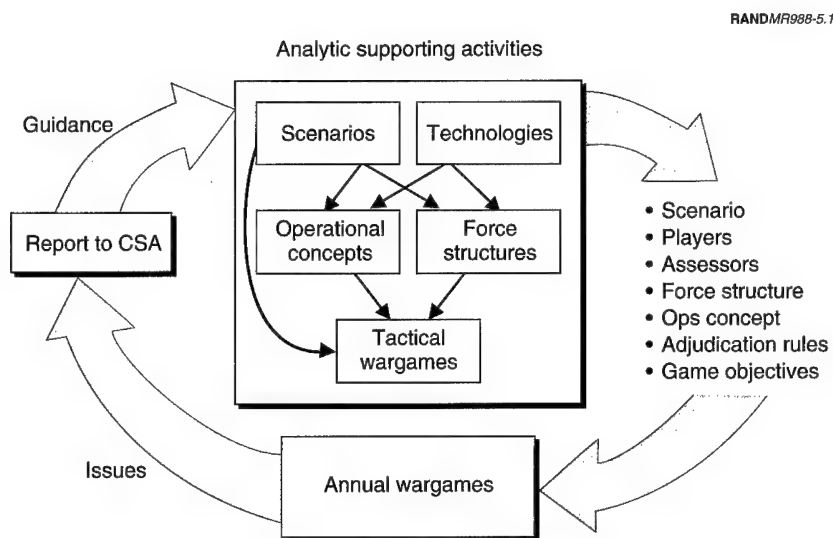 RANDMR988-5.1
Analytic supporting activities
Guidance
Scenarios
Technologies
Report to CSA
Operational
concepts
Force
structures
Tactical
wargames
• Scenario
• Players
• Assessors
• Force structure
• Ops concept
• Adjudication rules
• Game objectives
Issues
Annual wargames